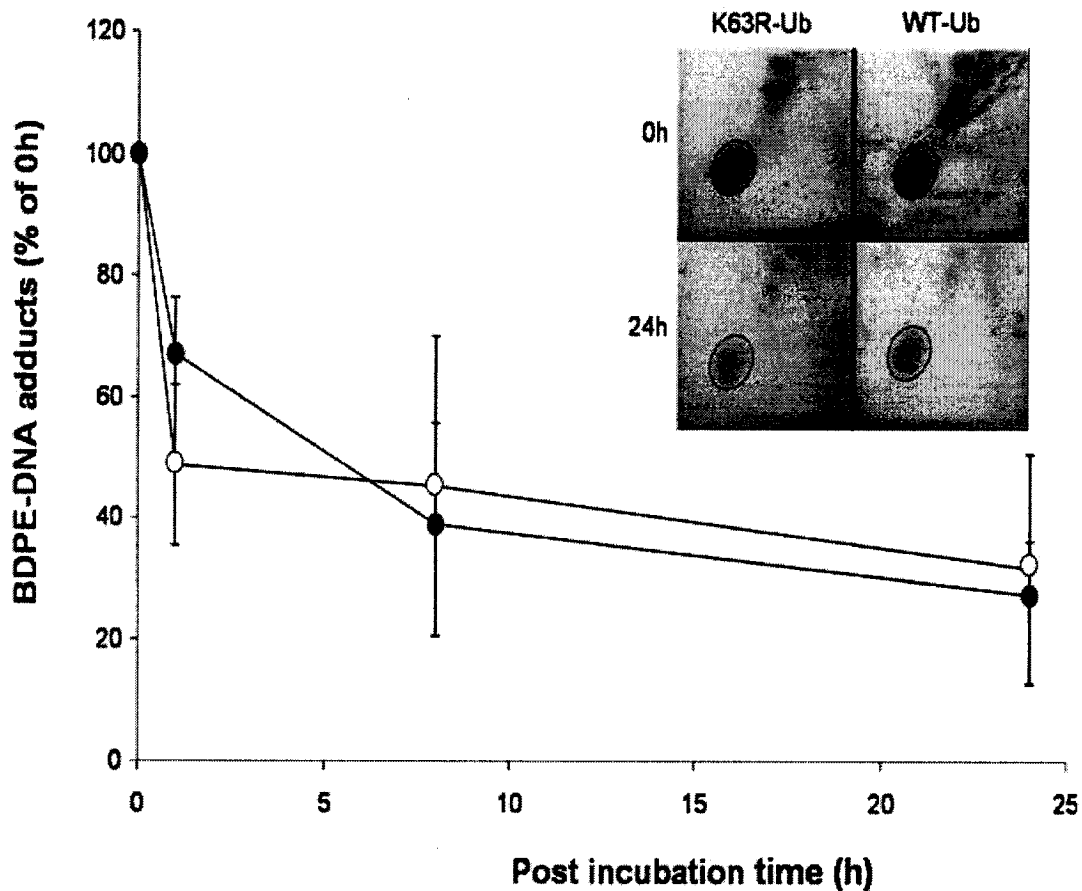 K63R-Ub WT-Ub
0h
24h
BDPE-DNA adducts (% of 0h)
120
100
80
60
40
20
0
0 5 10 15 20 25
Post incubation time (h)